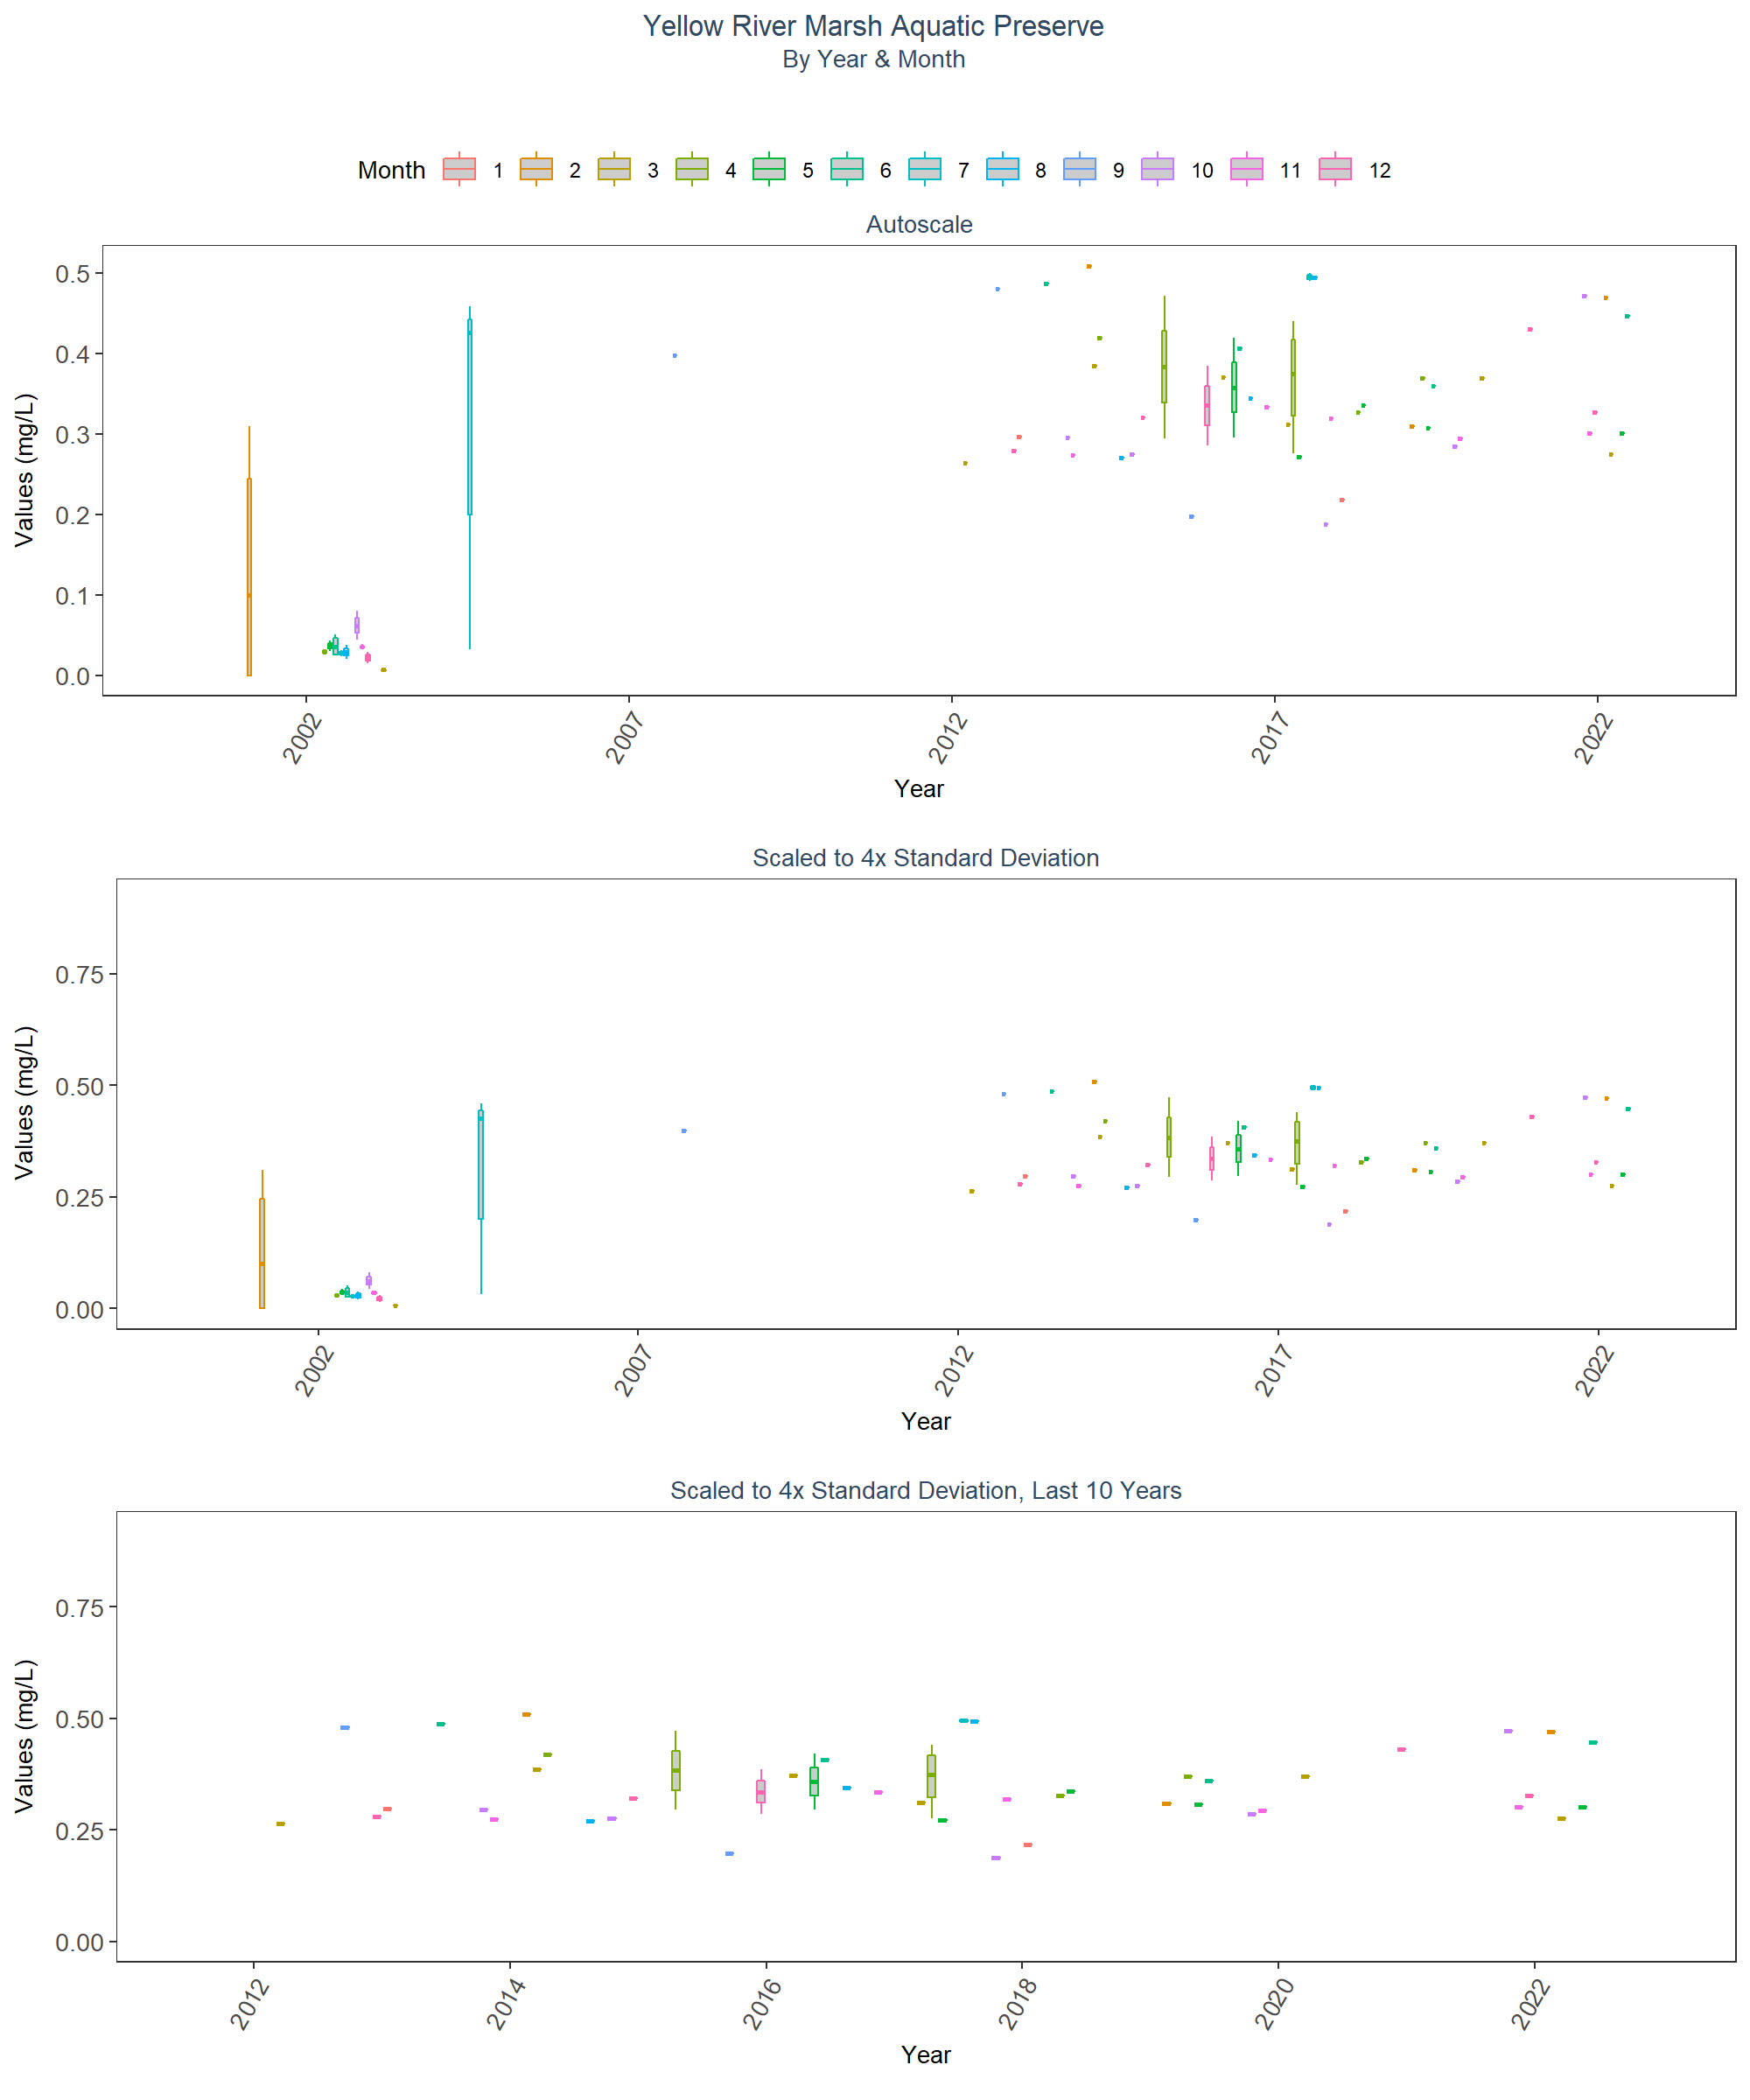 Yellow River Marsh Aquatic Preserve
By Year & Month
Month 1 2 3 4 5 6 7 8 9 10 11 12
Autoscale
Values (mg/L)
0.5
0.4
0.3
0.2
0.1
0.0
2002 2007 2012 2017 2022
Year
Scaled to 4x Standard Deviation
Values (mg/L)
0.75
0.50
0.25
0.00
2002 2007 2012 2017 2022
Year
Scaled to 4x Standard Deviation, Last 10 Years
Values (mg/L)
0.75
0.50
0.25
0.00
2012 2014 2016 2018 2020 2022
Year